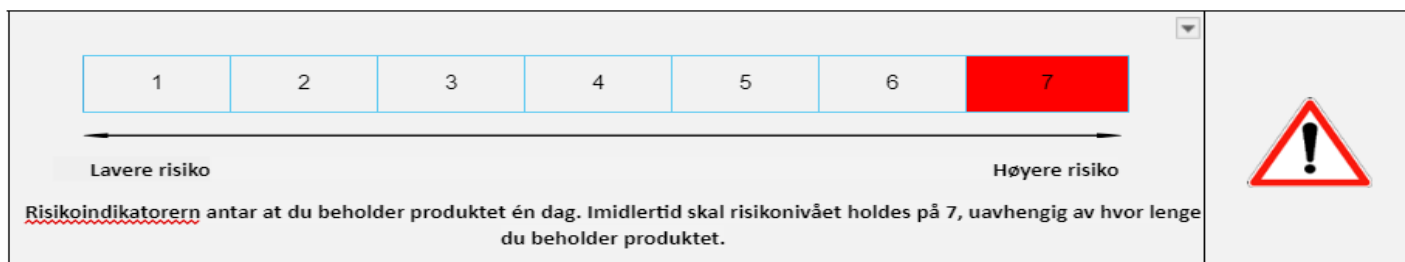 1 2 3 4 5 6 7
Lavere risiko Høyere risiko
Risikoindikatorern antar at du beholder produktet én dag. Imidlertid skal risikonivået holdes på 7, uavhengig av hvor lenge
du beholder produktet.